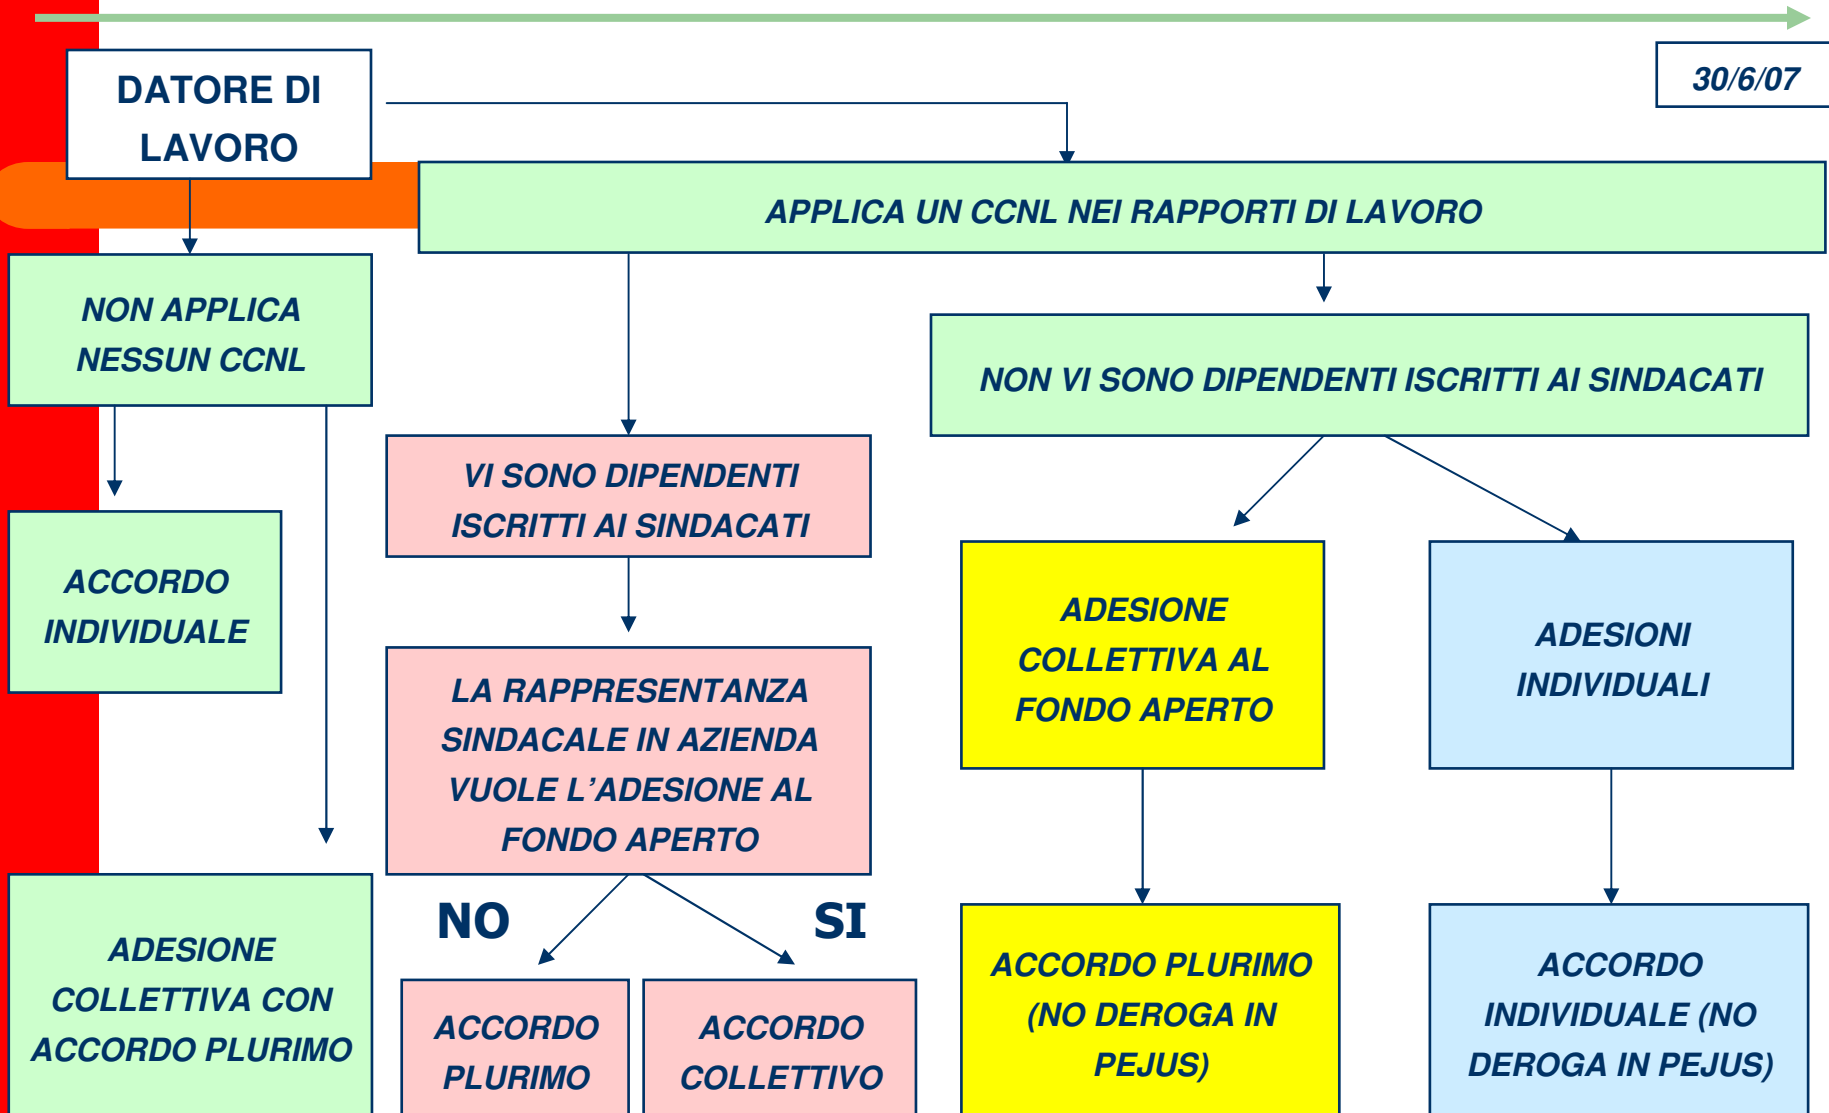 DATORE DI
LAVORO
30/6/07
APPLICA UN CCNL NEI RAPPORTI DI LAVORO
NON APPLICA
NESSUN CCNL
NON VI SONO DIPENDENTI ISCRITTI AI SINDACATI
VI SONO DIPENDENTI
ISCRITTI AI SINDACATI
ACCORDO
INDIVIDUALE
LA RAPPRESENTANZA
SINDACALE IN AZIENDA
VUOLE L'ADESIONE AL
FONDO APERTO
ADESIONE
COLLETTIVA AL
FONDO APERTO
ADESIONI
INDIVIDUALI
NO
SI
ADESIONE
COLLETTIVA CON
ACCORDO PLURIMO
ACCORDO
PLURIMO
ACCORDO
COLLETTIVO
ACCORDO PLURIMO
(NO DEROGA IN
PEJUS)
ACCORDO
INDIVIDUALE (NO
DEROGA IN PEJUS)